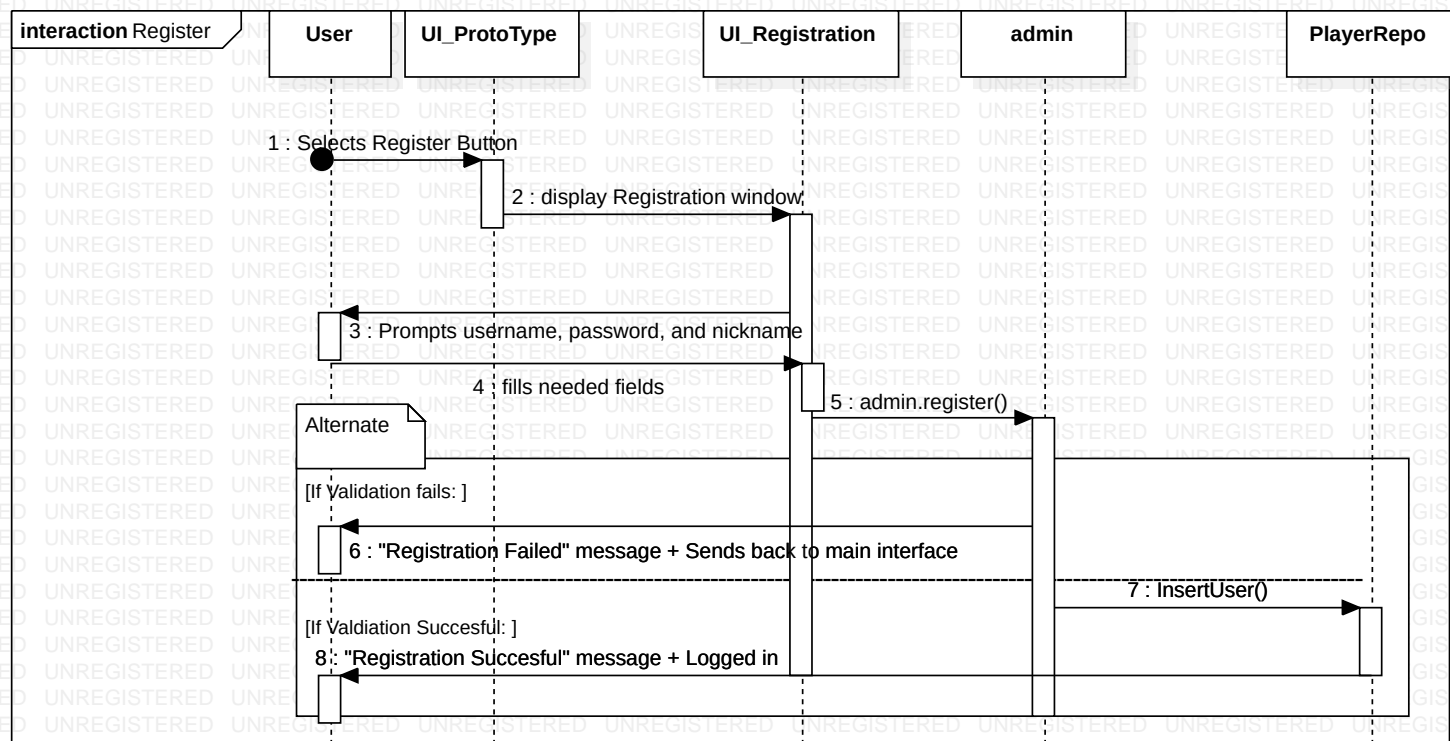 interaction Register
User
UI_ProtoType
UI_Registration
admin
PlayerRepo
1 : Selects Register Button
2 : display Registration window
3 : Prompts username, password, and nickname
4 : fills needed fields
5 : admin.register()
Alternate
[If Validation fails: ]
6 : "Registration Failed" message + Sends back to main interface
7 : InsertUser()
[If Valdiation Succesful: ]
8 : "Registration Succesful" message + Logged in
UNREGISTERED